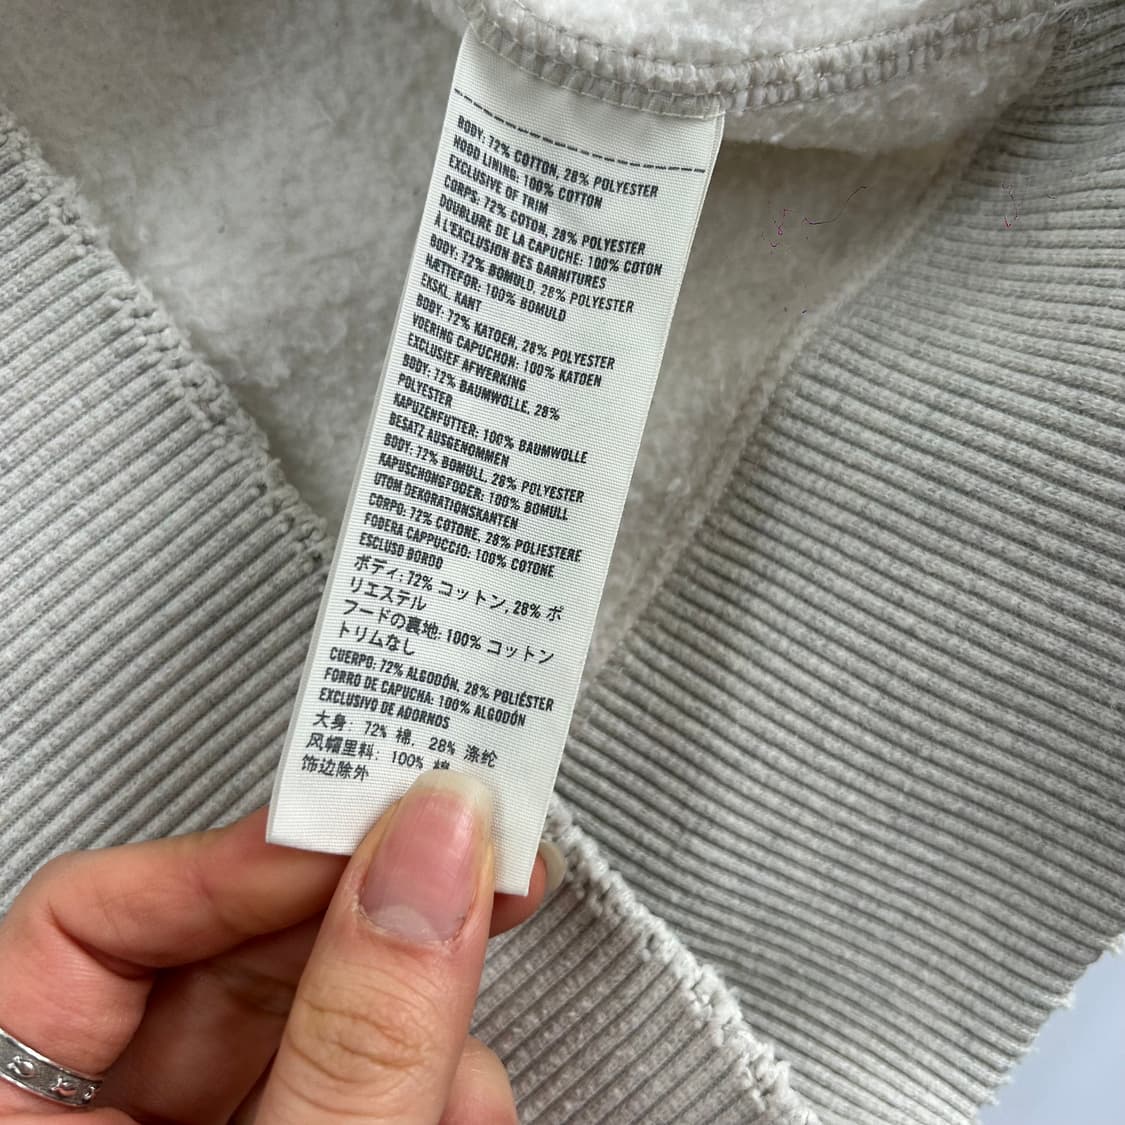 BODY: 72% COTTON, 28% POLYESTER
HOOD LINING: 100% COTTON
EXCLUSIVE OF TRIM
CORPS: 72% COTON, 28% POLYESTER
DOUBLURE DE LA CAPUCHE: 100% COTON
À L'EXCLUSION DES GARNITURES
BODY: 72% BOMULD, 28% POLYESTER
HÆTTEFOR: 100% BOMULD
EKSKL. KANT
BODY: 72% KATOEN, 28% POLYESTER
VOERING CAPUCHON: 100% KATOEN
EXCLUSIEF AFWERKING
BODY: 72% BAUMWOLLE, 28%
POLYESTER
KAPUZENFUTTER: 100% BAUMWOLLE
BESATZ AUSGENOMMEN
BODY: 72% BOMULL, 28% POLYESTER
KAPUSCHONGFODER: 100% BOMULL
UTOM DEKORATIONSKANTEN
CORPO: 72% COTONE, 28% POLIESTERE
FODERA CAPPUCCIO: 100% COTONE
ESCLUSO BORDO
ボディ: 72% コットン, 28% ポ
リエステル
フードの裏地: 100% コットン
トリムなし
CUERPO: 72% ALGODÓN, 28% POLIÉSTER
FORRO DE CAPUCHA: 100% ALGODÓN
EXCLUSIVO DE ADORNOS
大身: 72% 棉, 28% 涤纶
风帽里料: 100% 棉
饰边除外